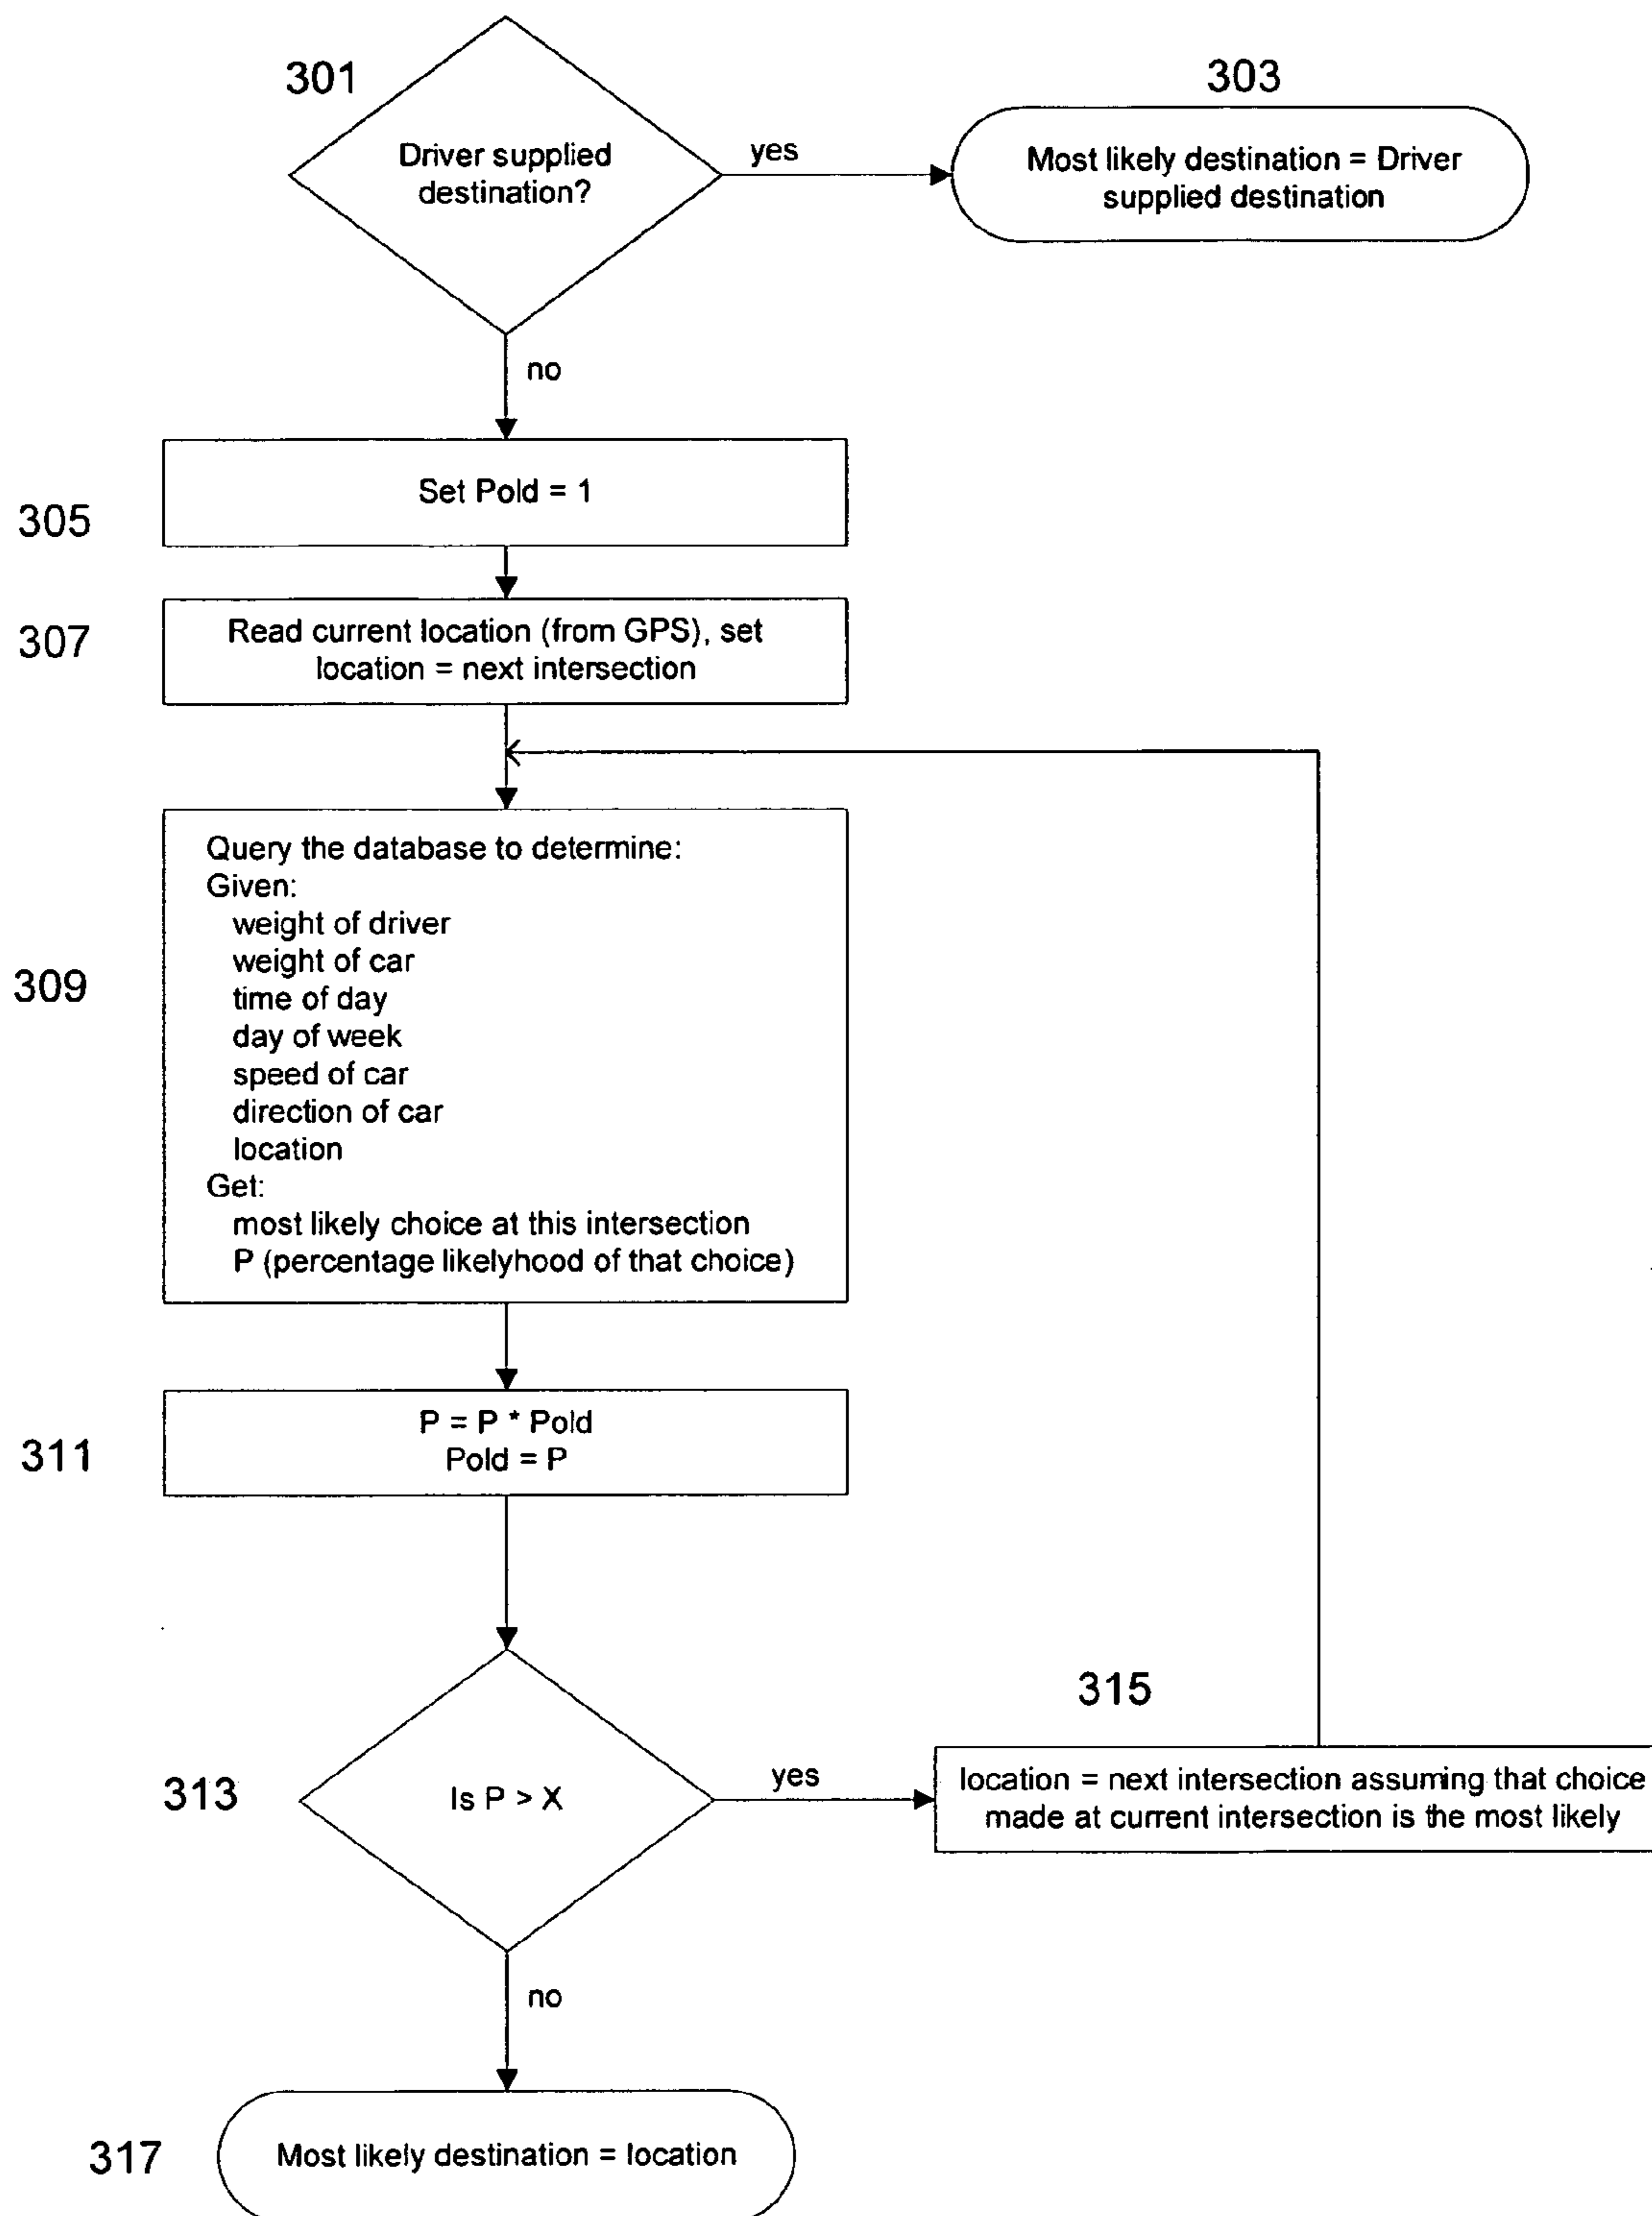 301
303
Driver supplied
destination?
yes
Most likely destination = Driver
supplied destination
no
305
Set Pold = 1
307
Read current location (from GPS), set
location = next intersection
309
Query the database to determine:
Given:
weight of driver
weight of car
time of day
day of week
speed of car
direction of car
location
Get:
most likely choice at this intersection
P (percentage likelyhood of that choice)
311
P = P * Pold
Pold = P
313
Is P > X
yes
315
location = next intersection assuming that choice
made at current intersection is the most likely
no
317
Most likely destination = location